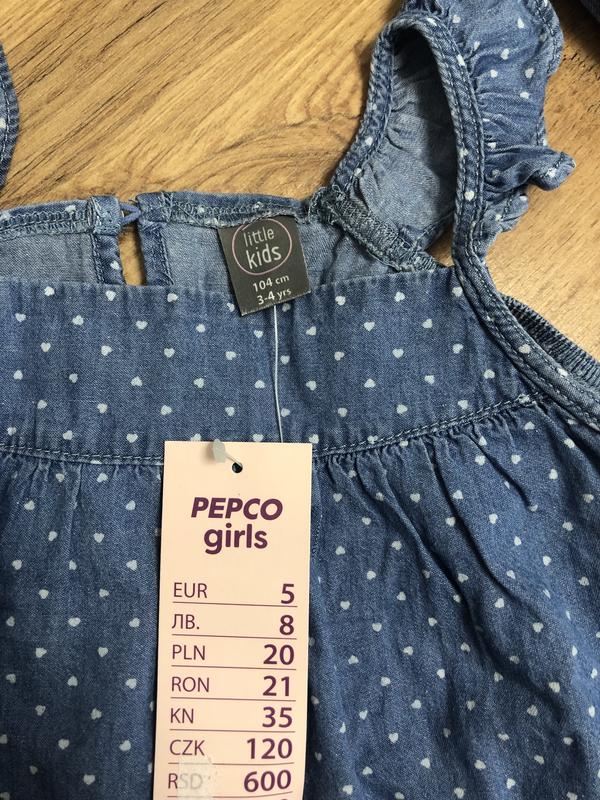 little
kids
104 cm
3-4 yrs
PEPCO
girls
EUR 5
ЛВ. 8
PLN 20
RON 21
KN 35
CZK 120
RSD 600